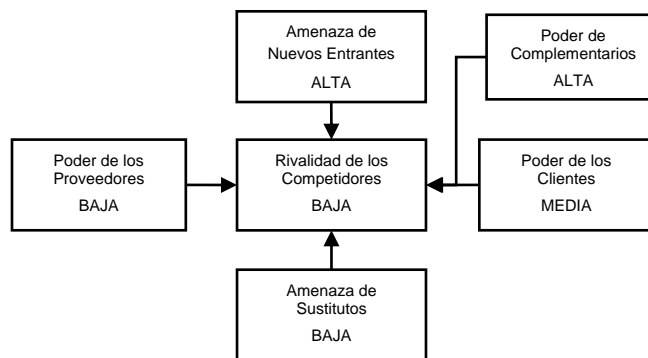 Amenaza de
Nuevos Entrantes
ALTA
Poder de
Complementarios
ALTA
Poder de los
Proveedores
BAJA
Rivalidad de los
Competidores
BAJA
Poder de los
Clientes
MEDIA
Amenaza de
Sustitutos
BAJA